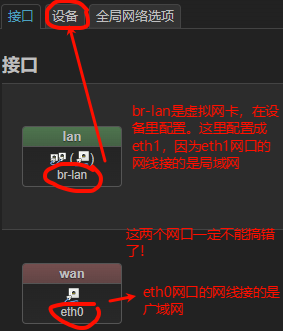 接口 设备 全局网络选项
接口
br-lan是虚拟网卡，在设
备里配置。这里配置成
eth1，因为eth1网口的
网线接的是局域网
lan
br-lan
这两个网口一定不能搞错
了！
wan
eth0
eth0网口的网线接的是
广域网